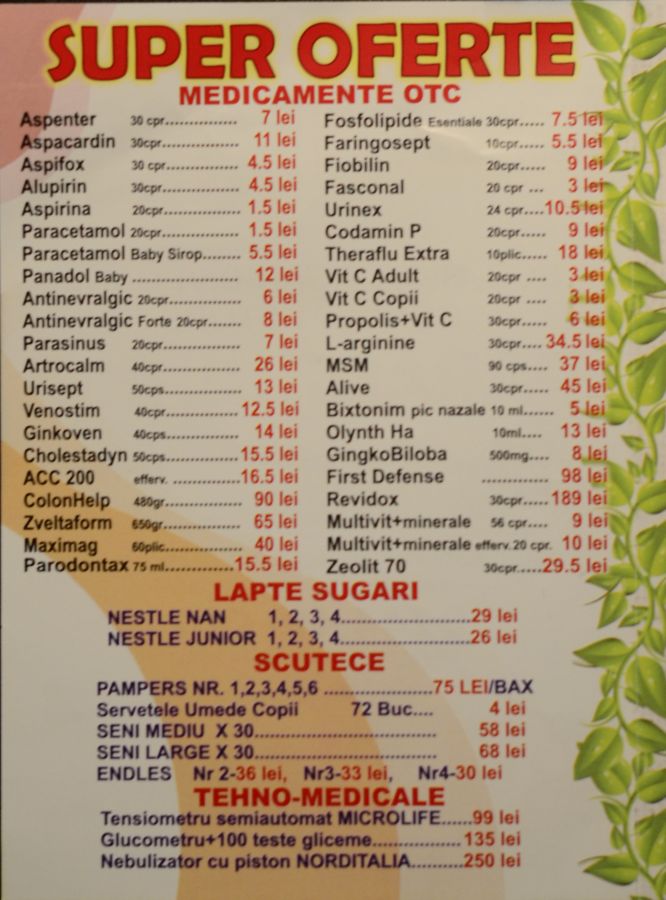 SUPER OFERTE
MEDICAMENTE OTC
Aspenter 30 cpr................ 7 lei
Aspacardin 30cpr................ 11 lei
Aspifox 30 cpr................ 4.5 lei
Alupirin 30cpr................ 4.5 lei
Aspirina 20cpr................ 1.5 lei
Paracetamol 20cpr................ 1.5 lei
Paracetamol Baby Sirop........ 5.5 lei
Panadol Baby ........................ 12 lei
Antinevralgic 20cpr................ 6 lei
Antinevralgic Forte 20cpr....... 8 lei
Parasinus 20cpr................. 7 lei
Artrocalm 40cpr................. 26 lei
Urisept 50cps................. 13 lei
Venostim 40cpr................ 12.5 lei
Ginkoven 40cps................. 14 lei
Cholestadyn 50cps................15.5 lei
ACC 200 efferv. ...............16.5 lei
ColonHelp 480gr................. 90 lei
Zveltaform 650gr................. 65 lei
Maximag 60plic................. 40 lei
Parodontax 75 ml...............15.5 lei
Fosfolipide Esentiale 30cpr..... 7.5 lei
Faringosept 10cpr..... 5.5 lei
Fiobilin 20cpr..... 9 lei
Fasconal 20 cpr ... 3 lei
Urinex 24 cpr....10.5 lei
Codamin P 20cpr..... 9 lei
Theraflu Extra 10plic..... 18 lei
Vit C Adult 20cpr .... 3 lei
Vit C Copii 20cpr .... 3 lei
Propolis+Vit C 30cpr..... 6 lei
L-arginine 30cpr.... 34.5 lei
MSM 90 cps.... 37 lei
Alive 30cpr..... 45 lei
Bixtonim pic nazale 10 ml...... 5 lei
Olynth Ha 10ml.... 13 lei
GingkoBiloba 500mg.... 8 lei
First Defense ............. 98 lei
Revidox 30cpr.....189 lei
Multivit+minerale 56 cpr.... 9 lei
Multivit+minerale efferv.20 cpr. 10 lei
Zeolit 70 30cpr.....29.5 lei
LAPTE SUGARI
NESTLE NAN 1, 2, 3, 4.......................29 lei
NESTLE JUNIOR 1, 2, 3, 4.......................26 lei
SCUTECE
PAMPERS NR. 1,2,3,4,5,6 ....................75 LEI/BAX
Servetele Umede Copii 72 Buc.... 4 lei
SENI MEDIU X 30................................. 58 lei
SENI LARGE X 30................................. 68 lei
ENDLES Nr 2-36 lei, Nr3-33 lei, Nr4-30 lei
TEHNO-MEDICALE
Tensiometru semiautomat MICROLIFE......99 lei
Glucometru+100 teste gliceme................ 135 lei
Nebulizator cu piston NORDITALIA..........250 lei